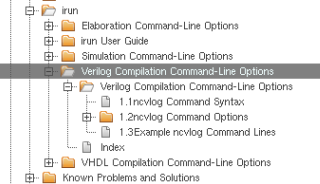 irun
Elaboration Command-Line Options
irun User Guide
Simulation Command-Line Options
Verilog Compilation Command-Line Options
Verilog Compilation Command-Line Options
1.1ncvlog Command Syntax
1.2ncvlog Command Options
1.3Example ncvlog Command Lines
Index
VHDL Compilation Command-Line Options
Known Problems and Solutions